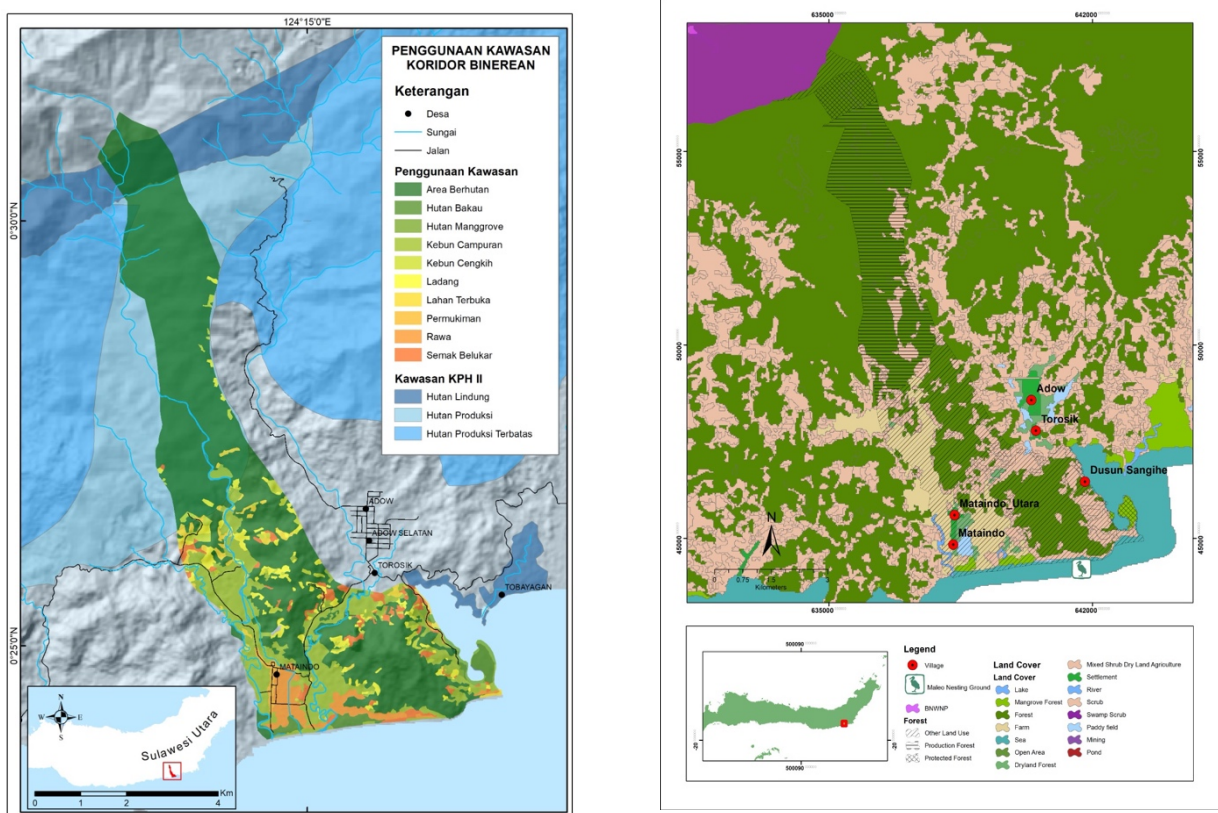 124°15'0"E
0°30'0"N
0°25'0"N
PENGGUNAAN KAWASAN
KORIDOR BINEREAN
Keterangan
Desa
Sungai
Jalan
Penggunaan Kawasan
Area Berhutan
Hutan Bakau
Hutan Manggrove
Kebun Campuran
Kebun Cengkih
Ladang
Lahan Terbuka
Permukiman
Rawa
Semak Belukar
Kawasan KPH II
Hutan Lindung
Hutan Produksi
Hutan Produksi Terbatas
ADOW
ADOW SELATAN
TOROSIK
TOBAYAGAN
MATAINDO
N
W E
S
Sulawesi Utara
Km
0 2 4
635000 642000
55000
50000
45000
Adow
Torosik
Dusun Sangihe
Mataindo_Utara
Mataindo
N
0 0.75 1.5 3
Kilometers
635000 642000
500090
-20 -20
500090
Legend
Village
Maleo Nesting Ground
BNWNP
Forest
Other Land Use
Production Forest
Protected Forest
Land Cover
Land Cover
Lake
Mangrove Forest
Forest
Farm
Sea
Open Area
Dryland Forest
Mixed Shrub Dry Land Agriculture
Settlement
River
Scrub
Swamp Scrub
Paddy field
Mining
Pond